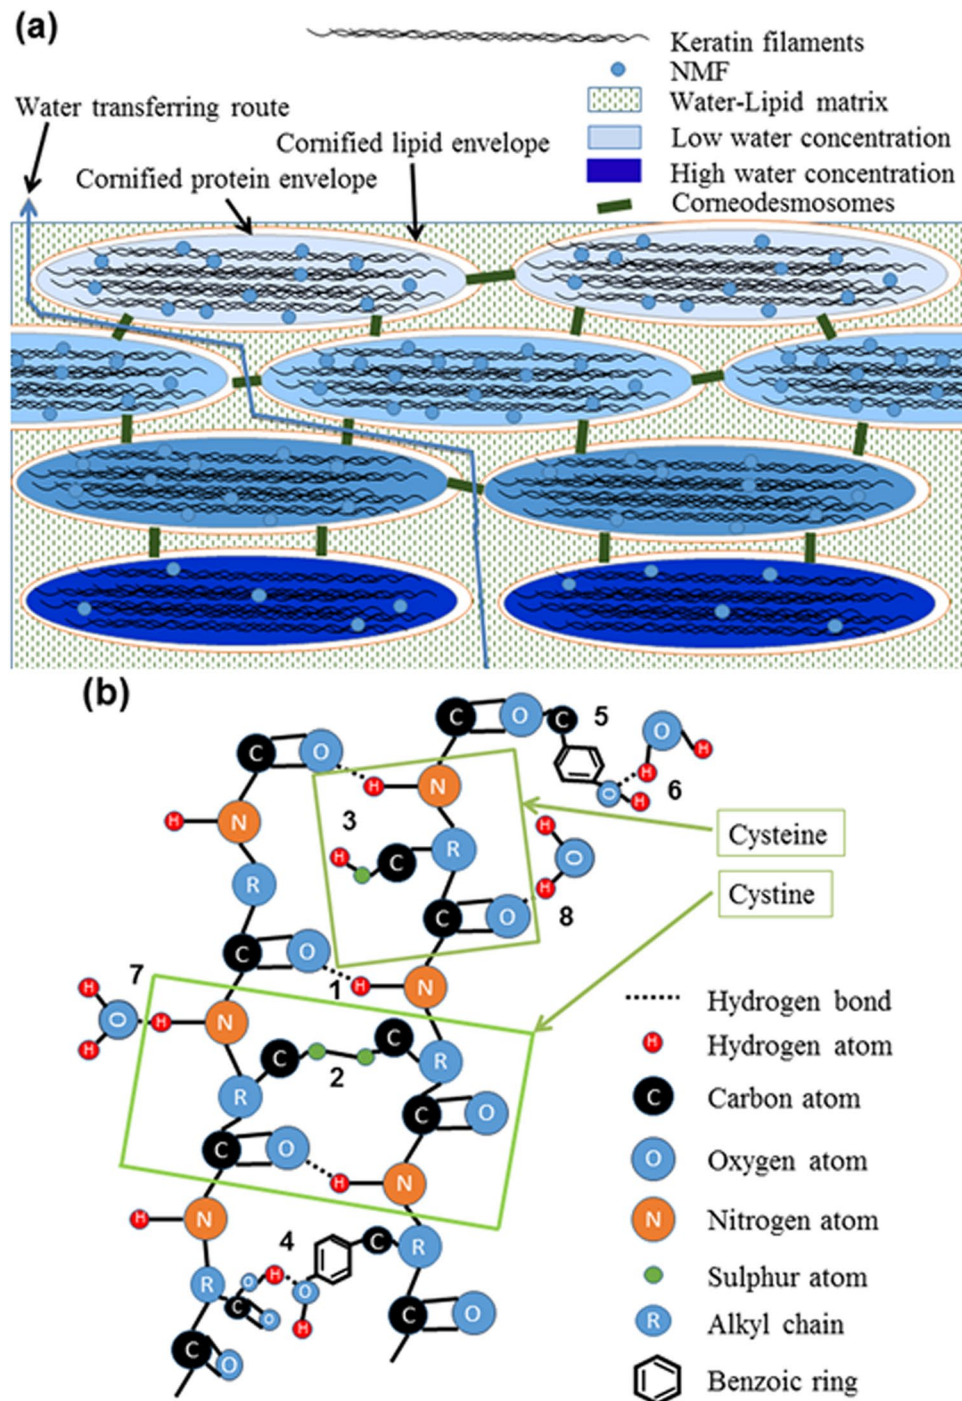 (a)
Keratin filaments
NMF
Water-Lipid matrix
Low water concentration
High water concentration
Corneodesmosomes
Water transferring route
Cornified lipid envelope
Cornified protein envelope
(b)
C O C O C 5 O H H
H N 3 H N O H 6
Cysteine
H C R H O
R Cystine
C O H 8
C O
7 1 H N
H O H N H
C C
2 R
R C O
C O H N
Hydrogen bond
H Hydrogen atom
C Carbon atom
O Oxygen atom
N Nitrogen atom
Sulphur atom
R Alkyl chain
Benzoic ring
H N
4 C R
R O H O
C O H C O
C O